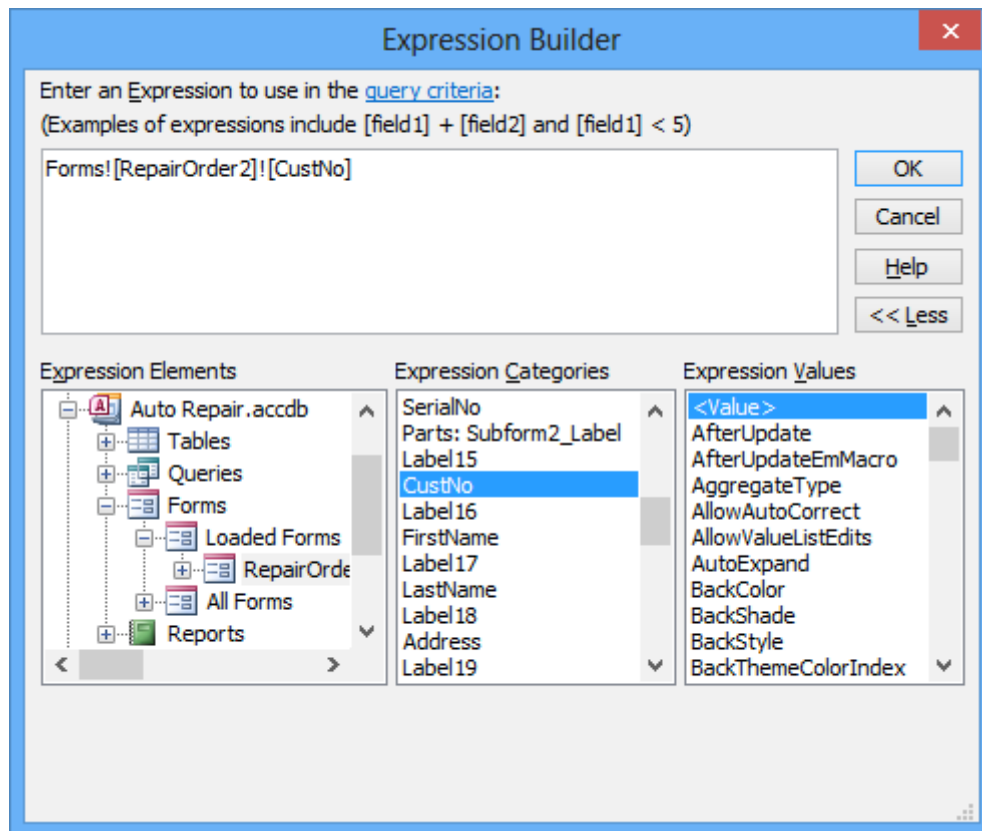 Expression Builder
Enter an Expression to use in the query criteria:
(Examples of expressions include [field1] + [field2] and [field1] < 5)
Forms![RepairOrder2]![CustNo]
OK
Cancel
Help
<< Less
Expression Elements
Auto Repair.accdb
Tables
Queries
Forms
Loaded Forms
RepairOrde
All Forms
Reports
Expression Categories
SerialNo
Parts: Subform2_Label
Label15
CustNo
Label16
FirstName
Label17
LastName
Label18
Address
Label19
Expression Values
<Value>
AfterUpdate
AfterUpdateEmMacro
AggregateType
AllowAutoCorrect
AllowValueListEdits
AutoExpand
BackColor
BackShade
BackStyle
BackThemeColorIndex